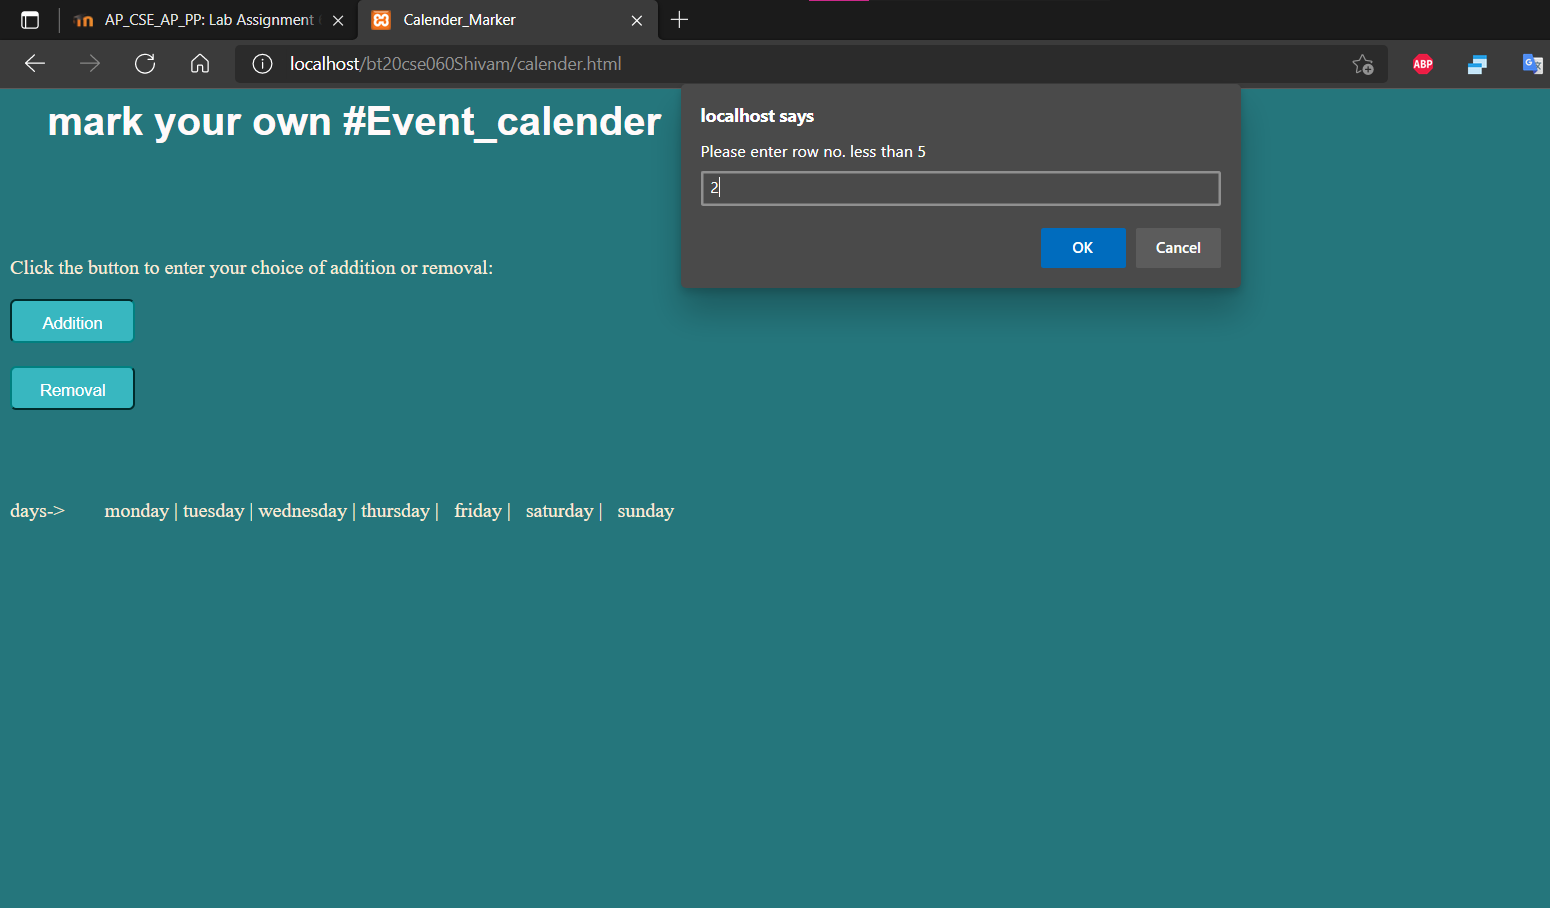 AP_CSE_AP_PP: Lab Assignment
Calender_Marker
localhost/bt20cse060Shivam/calender.html
ABP
G
mark your own #Event_calender
localhost says
Please enter row no. less than 5
2
OK
Cancel
Click the button to enter your choice of addition or removal:
Addition
Removal
days-> monday | tuesday | wednesday | thursday | friday | saturday | sunday